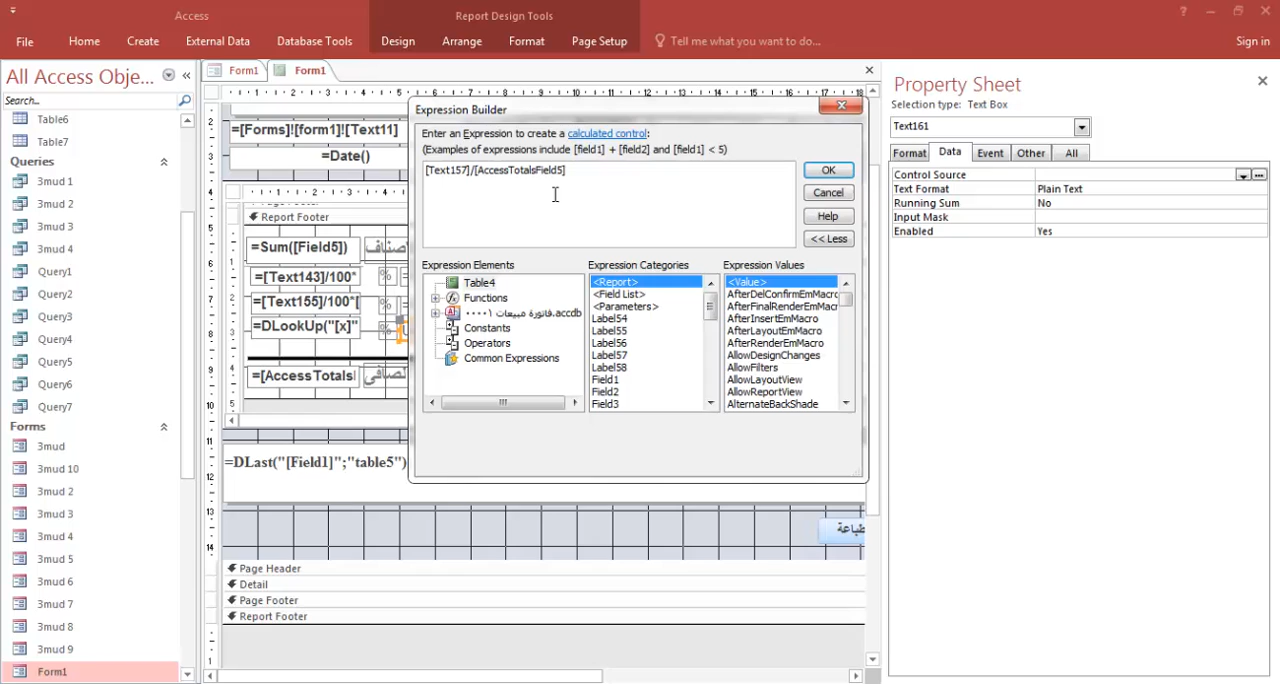 Access
Report Design Tools
File
Home
Create
External Data
Database Tools
Design
Arrange
Format
Page Setup
Tell me what you want to do...
Sign in
All Access Obje...
Search...
Table6
Table7
Queries
3mud 1
3mud 2
3mud 3
3mud 4
Query1
Query2
Query3
Query4
Query5
Query6
Query7
Forms
3mud
3mud 10
3mud 2
3mud 3
3mud 4
3mud 5
3mud 6
3mud 7
3mud 8
3mud 9
Form1
Form1
Form1
=[Forms]![form1]![Text11]
=Date()
Report Footer
=Sum([Field5])
=[Text143]/100*
%
=[Text155]/100*[
%
=DLookUp("[x]"
%
=[AccessTotals
الصافى
=DLast("[Field1]";"table5")
Page Header
Detail
Page Footer
Report Footer
Expression Builder
Enter an Expression to create a calculated control:
(Examples of expressions include [field1] + [field2] and [field1] < 5)
[Text157]/[AccessTotalsField5]
OK
Cancel
Help
<< Less
Expression Elements
Table4
Functions
فاتورة مبيعات ٠٠٠٠١.accdb
Constants
Operators
Common Expressions
Expression Categories
<Report>
<Field List>
<Parameters>
Label54
Label55
Label56
Label57
Label58
Field1
Field2
Field3
Expression Values
<Value>
AfterDelConfirmEmMacro
AfterFinalRenderEmMacr
AfterInsertEmMacro
AfterLayoutEmMacro
AfterRenderEmMacro
AllowDesignChanges
AllowFilters
AllowLayoutView
AllowReportView
AlternateBackShade
Property Sheet
Selection type: Text Box
Text161
Format
Data
Event
Other
All
Control Source
Text Format Plain Text
Running Sum No
Input Mask
Enabled Yes